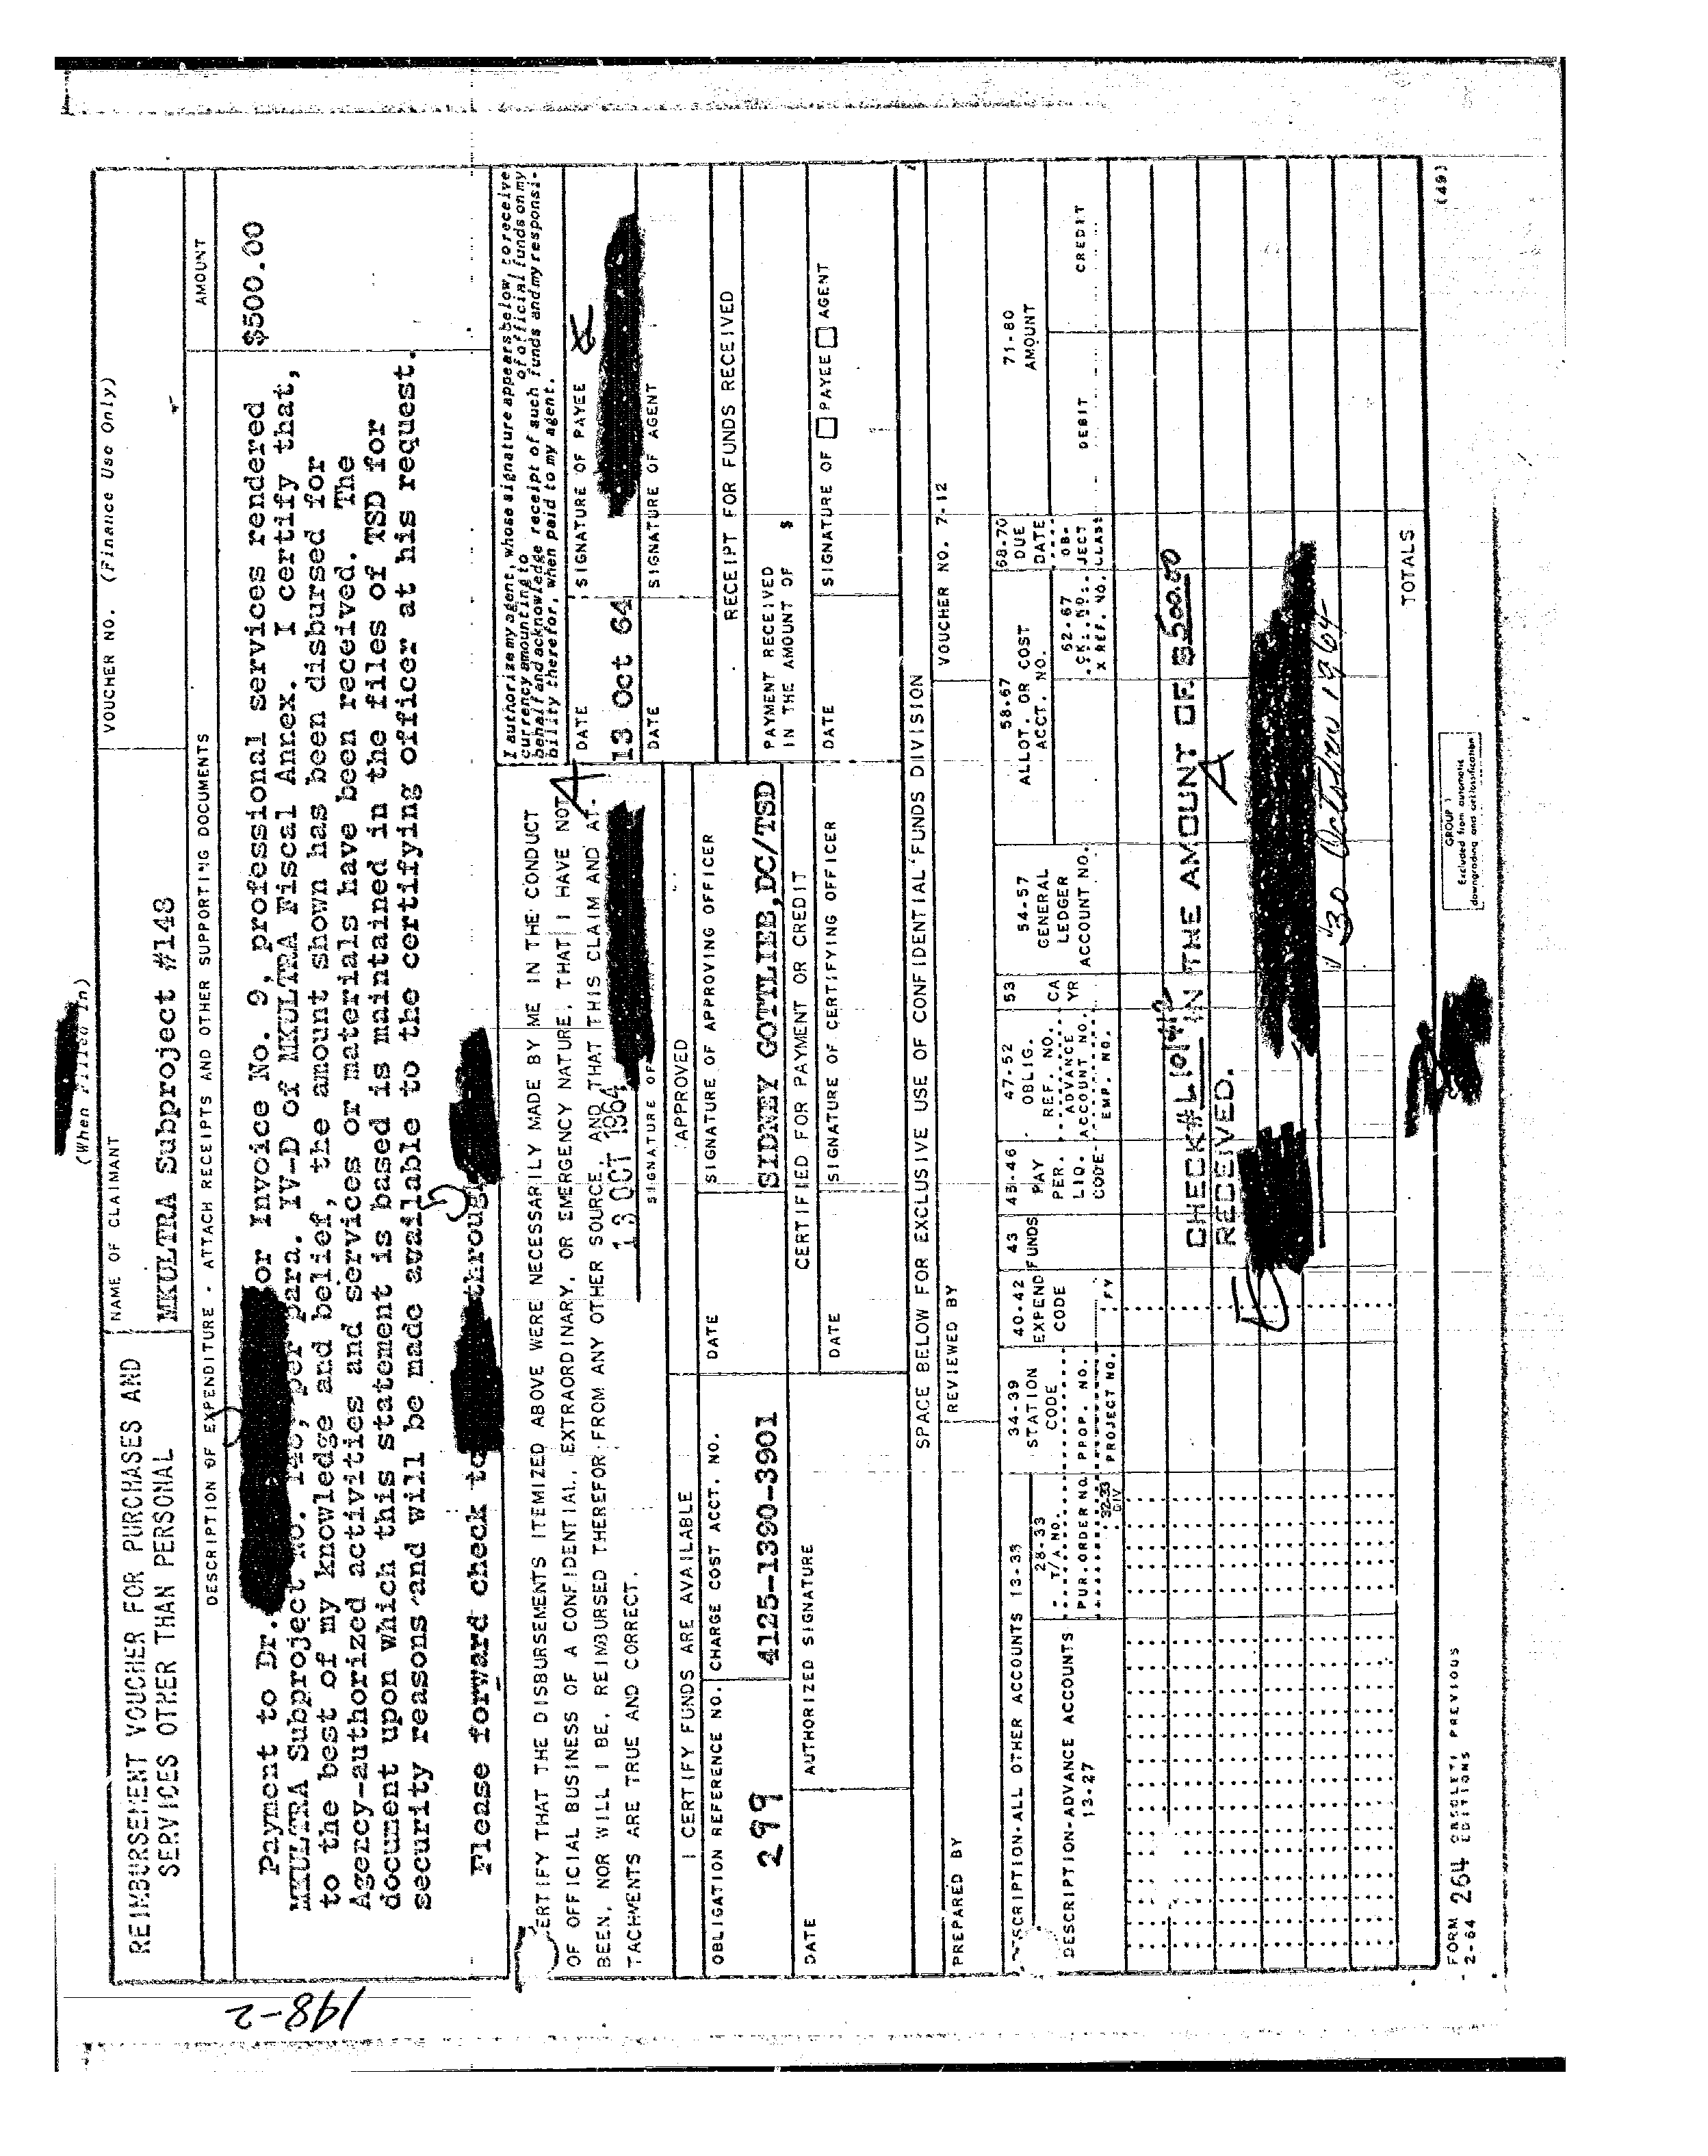 (When Filled In)
REIMBURSEMENT VOUCHER FOR PURCHASES AND
SERVICES OTHER THAN PERSONAL
NAME OF CLAIMANT
MKULTRA Subproject #148
VOUCHER NO. (Finance Use Only)
DESCRIPTION OF EXPENDITURE - ATTACH RECEIPTS AND OTHER SUPPORTING DOCUMENTS
AMOUNT
Payment to Dr. or Invoice No. 9, professional services rendered
$500.00
MKULTRA Subproject No. 148, per para. IV-D of MKULTRA Fiscal Annex. I certify that,
to the best of my knowledge and belief, the amount shown has been disbursed for
Agency-authorized activities and services or materials have been received. The
document upon which this statement is based is maintained in the files of TSD for
security reasons and will be made available to the certifying officer at his request.
Please forward check to through
ERTIFY THAT THE DISBURSEMENTS ITEMIZED ABOVE WERE NECESSARILY MADE BY ME IN THE CONDUCT
OF OFFICIAL BUSINESS OF A CONFIDENTIAL, EXTRAORDINARY, OR EMERGENCY NATURE, THAT I HAVE NOT
BEEN, NOR WILL I BE, REIMBURSED THEREFOR FROM ANY OTHER SOURCE, AND THAT THIS CLAIM AND AT-
TACHMENTS ARE TRUE AND CORRECT.
13 OCT 1964
SIGNATURE OF
A
I authorize my agent, whose signature appears below, to receive
currency amounting to of official funds on my
behalf and acknowledge receipt of such funds and my responsi-
bility therefor, when paid to my agent.
DATE
SIGNATURE OF PAYEE
13 Oct 64
DATE
SIGNATURE OF AGENT
I CERTIFY FUNDS ARE AVAILABLE
APPROVED
RECEIPT FOR FUNDS RECEIVED
OBLIGATION REFERENCE NO.
CHARGE COST ACCT. NO.
DATE
SIGNATURE OF APPROVING OFFICER
299
4125-1390-3901
SIDNEY GOTTLIEB,DC/TSD
PAYMENT RECEIVED
IN THE AMOUNT OF $
CERTIFIED FOR PAYMENT OR CREDIT
DATE
AUTHORIZED SIGNATURE
DATE
SIGNATURE OF CERTIFYING OFFICER
DATE
SIGNATURE OF PAYEE AGENT
SPACE BELOW FOR EXCLUSIVE USE OF CONFIDENTIAL FUNDS DIVISION
PREPARED BY
REVIEWED BY
VOUCHER NO. 7-12
SCRIPTION-ALL OTHER ACCOUNTS 13-33
DESCRIPTION-ADVANCE ACCOUNTS
13-27
28-33
T/A NO.
PUR.ORDER NO.
32-33
DIV
34-39
STATION
CODE
PROP. NO.
PROJECT NO.
40-42
EXPEND
CODE
FY
43
FUNDS
45-46
PAY
PER.
LIQ.
CODE
47-52
OBLIG.
REF. NO.
ADVANCE
ACCOUNT NO.
EMP. NO.
53
CA
YR
54-57
GENERAL
LEDGER
ACCOUNT NO.
58-67
ALLOT. OR COST
ACCT. NO.
62-67
CK. NO.
X REF. NO.
68-70
DUE
DATE
OB-
JECT
CLASS
71-80
AMOUNT
DEBIT
CREDIT
CHECK # IN THE AMOUNT OF $ 500.00
RECEIVED.
A
30 October 1964
TOTALS
FORM 264 OBSOLETE PREVIOUS
2-64 EDITIONS
GROUP 1
Excluded from automatic
downgrading and declassification
(49)
148-2